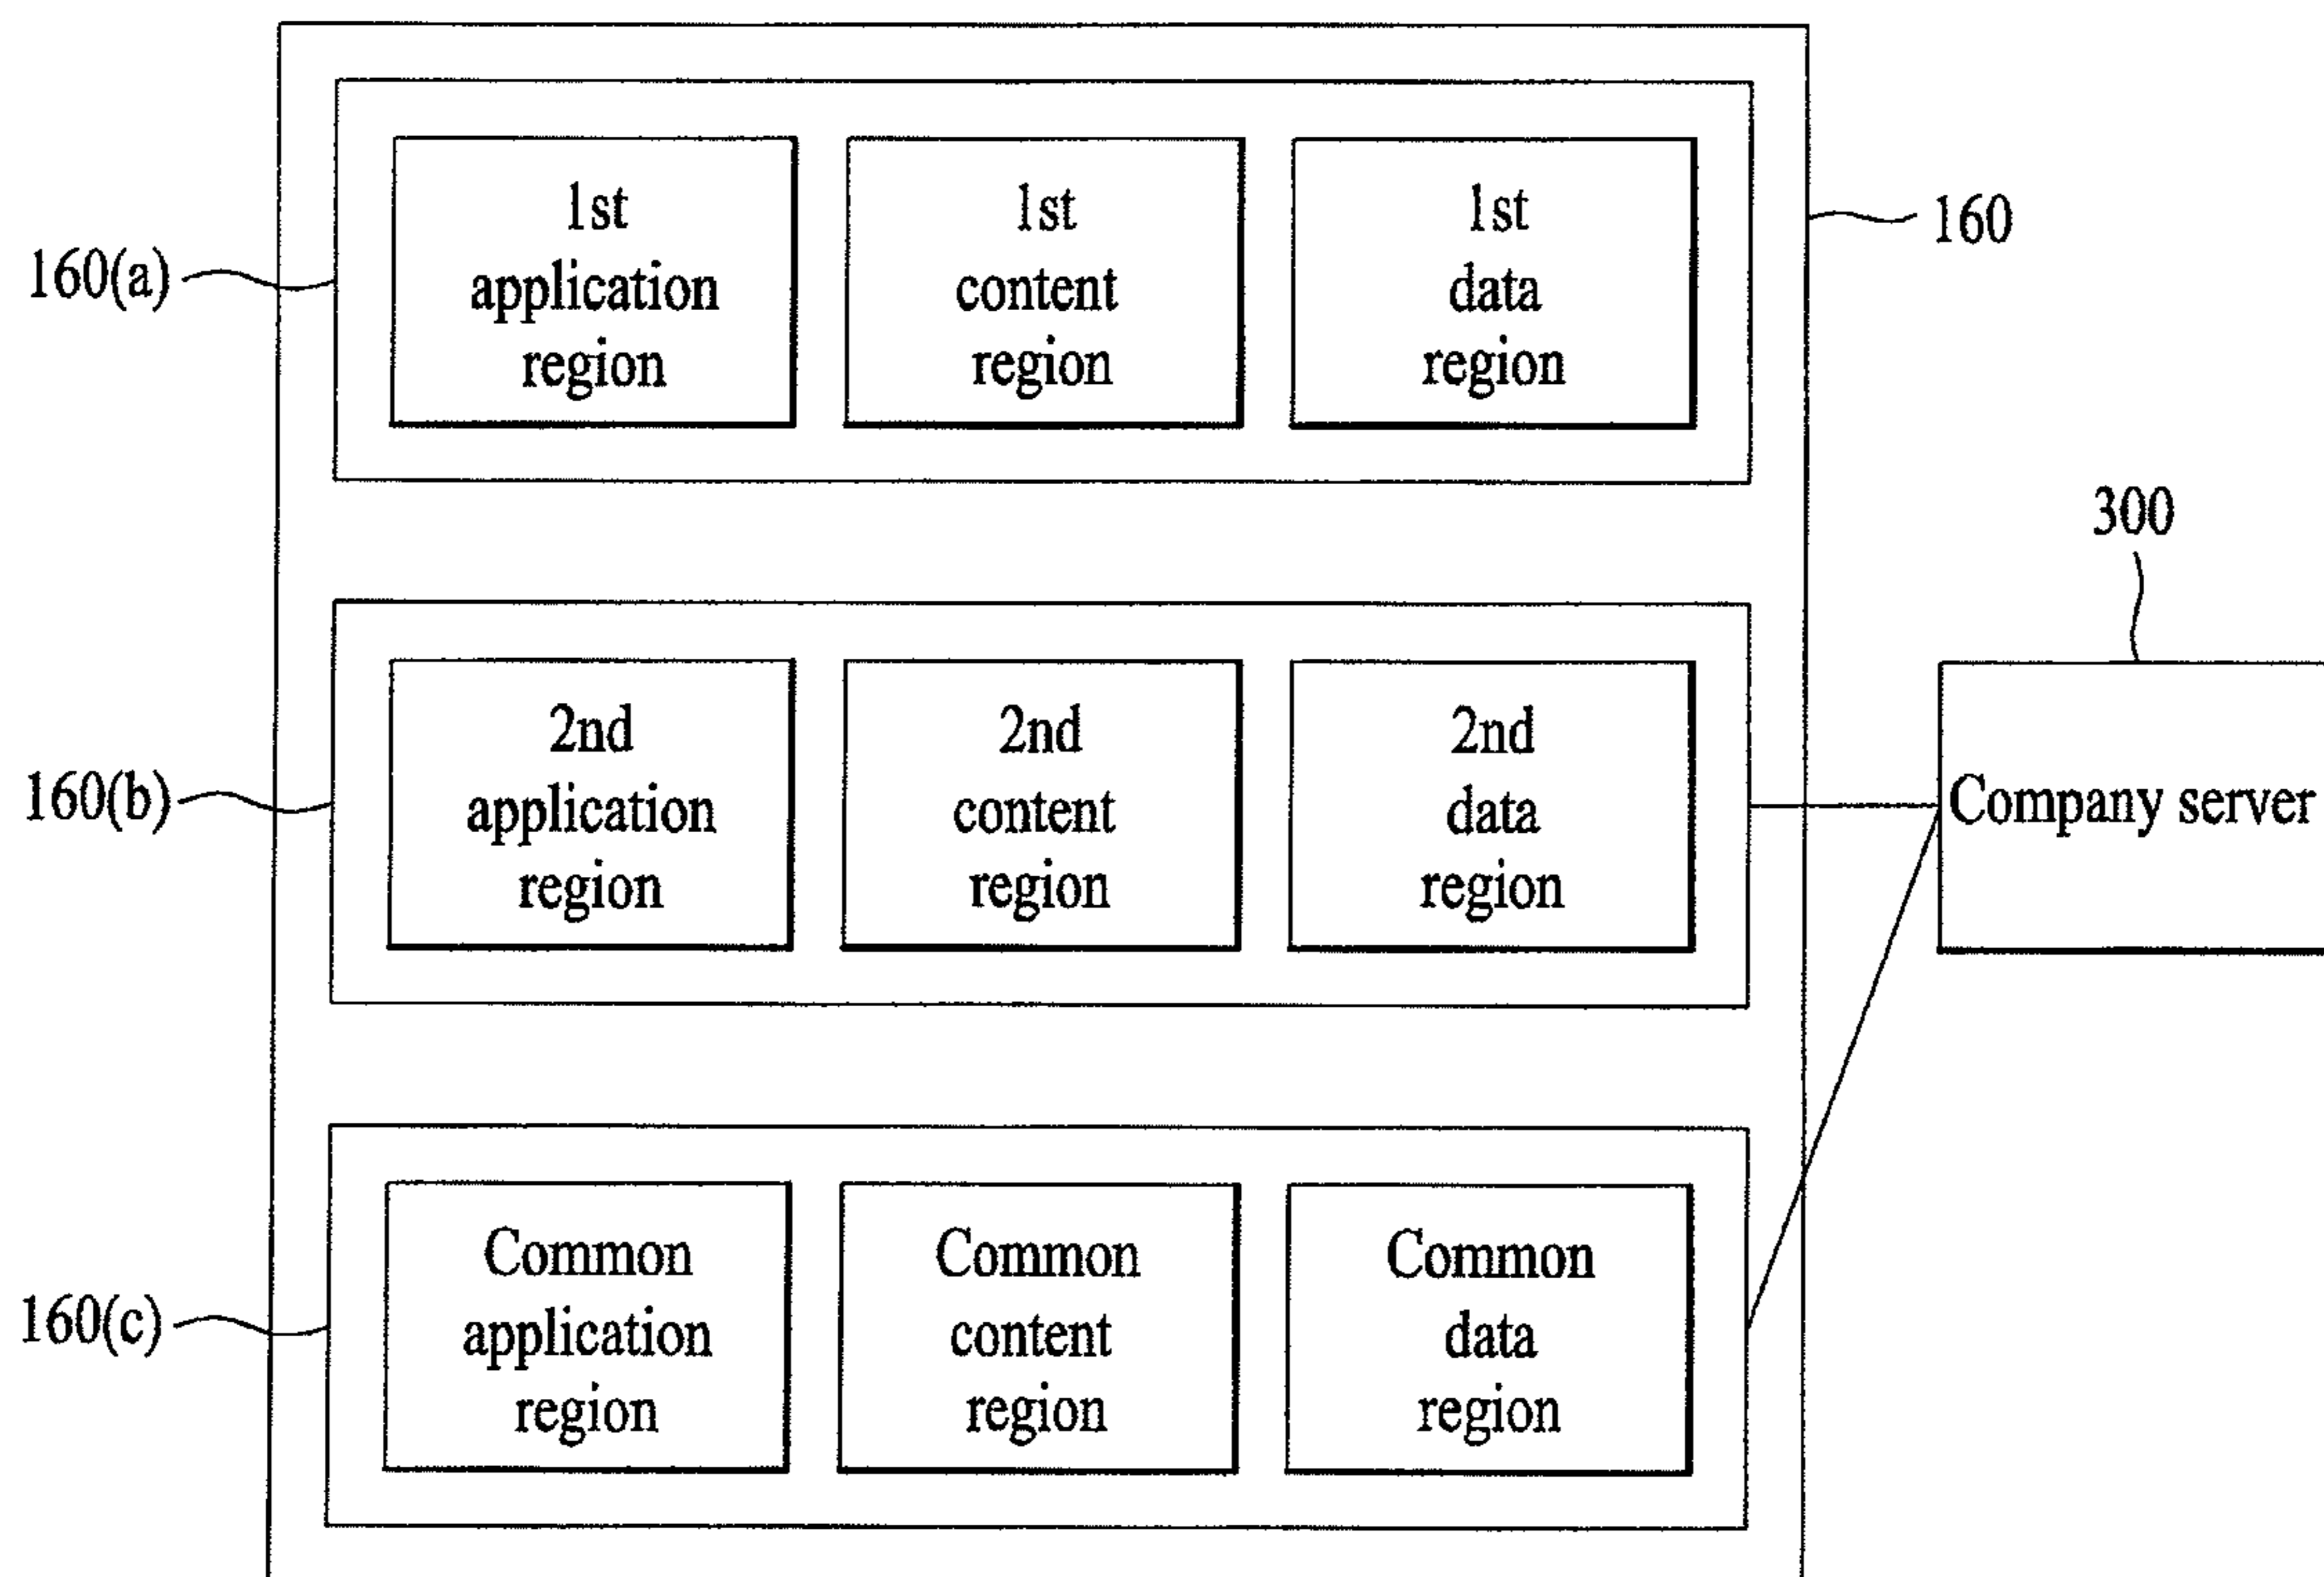 1st
application
region
1st
content
region
1st
data
region
160
160(a)
300
2nd
application
region
2nd
content
region
2nd
data
region
160(b)
Company server
Common
application
region
Common
content
region
Common
data
region
160(c)